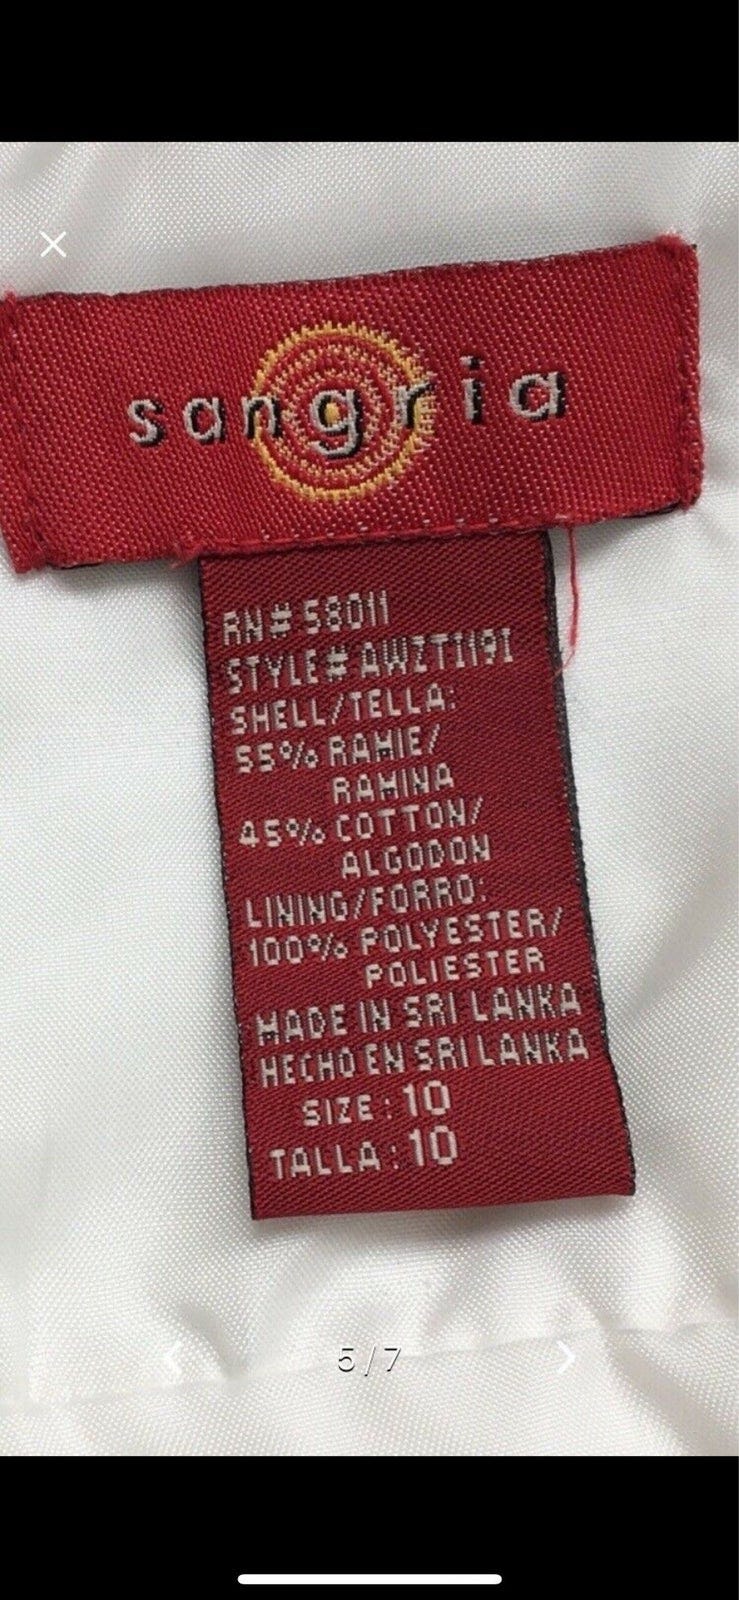 sangria
RN# 58011
STYLE# AWZT119I
SHELL/TELLA:
55% RAMIE/
RAMINA
45% COTTON/
ALGODON
LINING/FORRO:
100% POLYESTER/
POLIESTER
MADE IN SRI LANKA
HECHO EN SRI LANKA
SIZE: 10
TALLA: 10
5/7